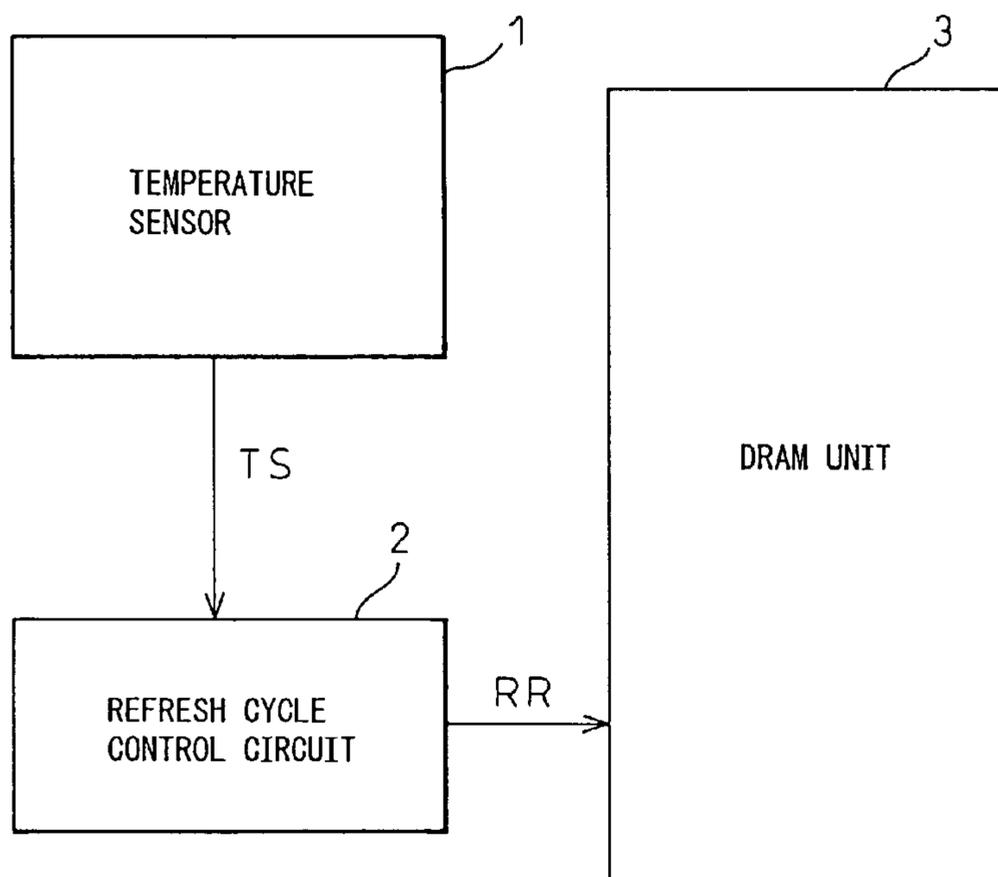 1
TEMPERATURE
SENSOR
3
TS
DRAM UNIT
2
REFRESH CYCLE
CONTROL CIRCUIT
RR